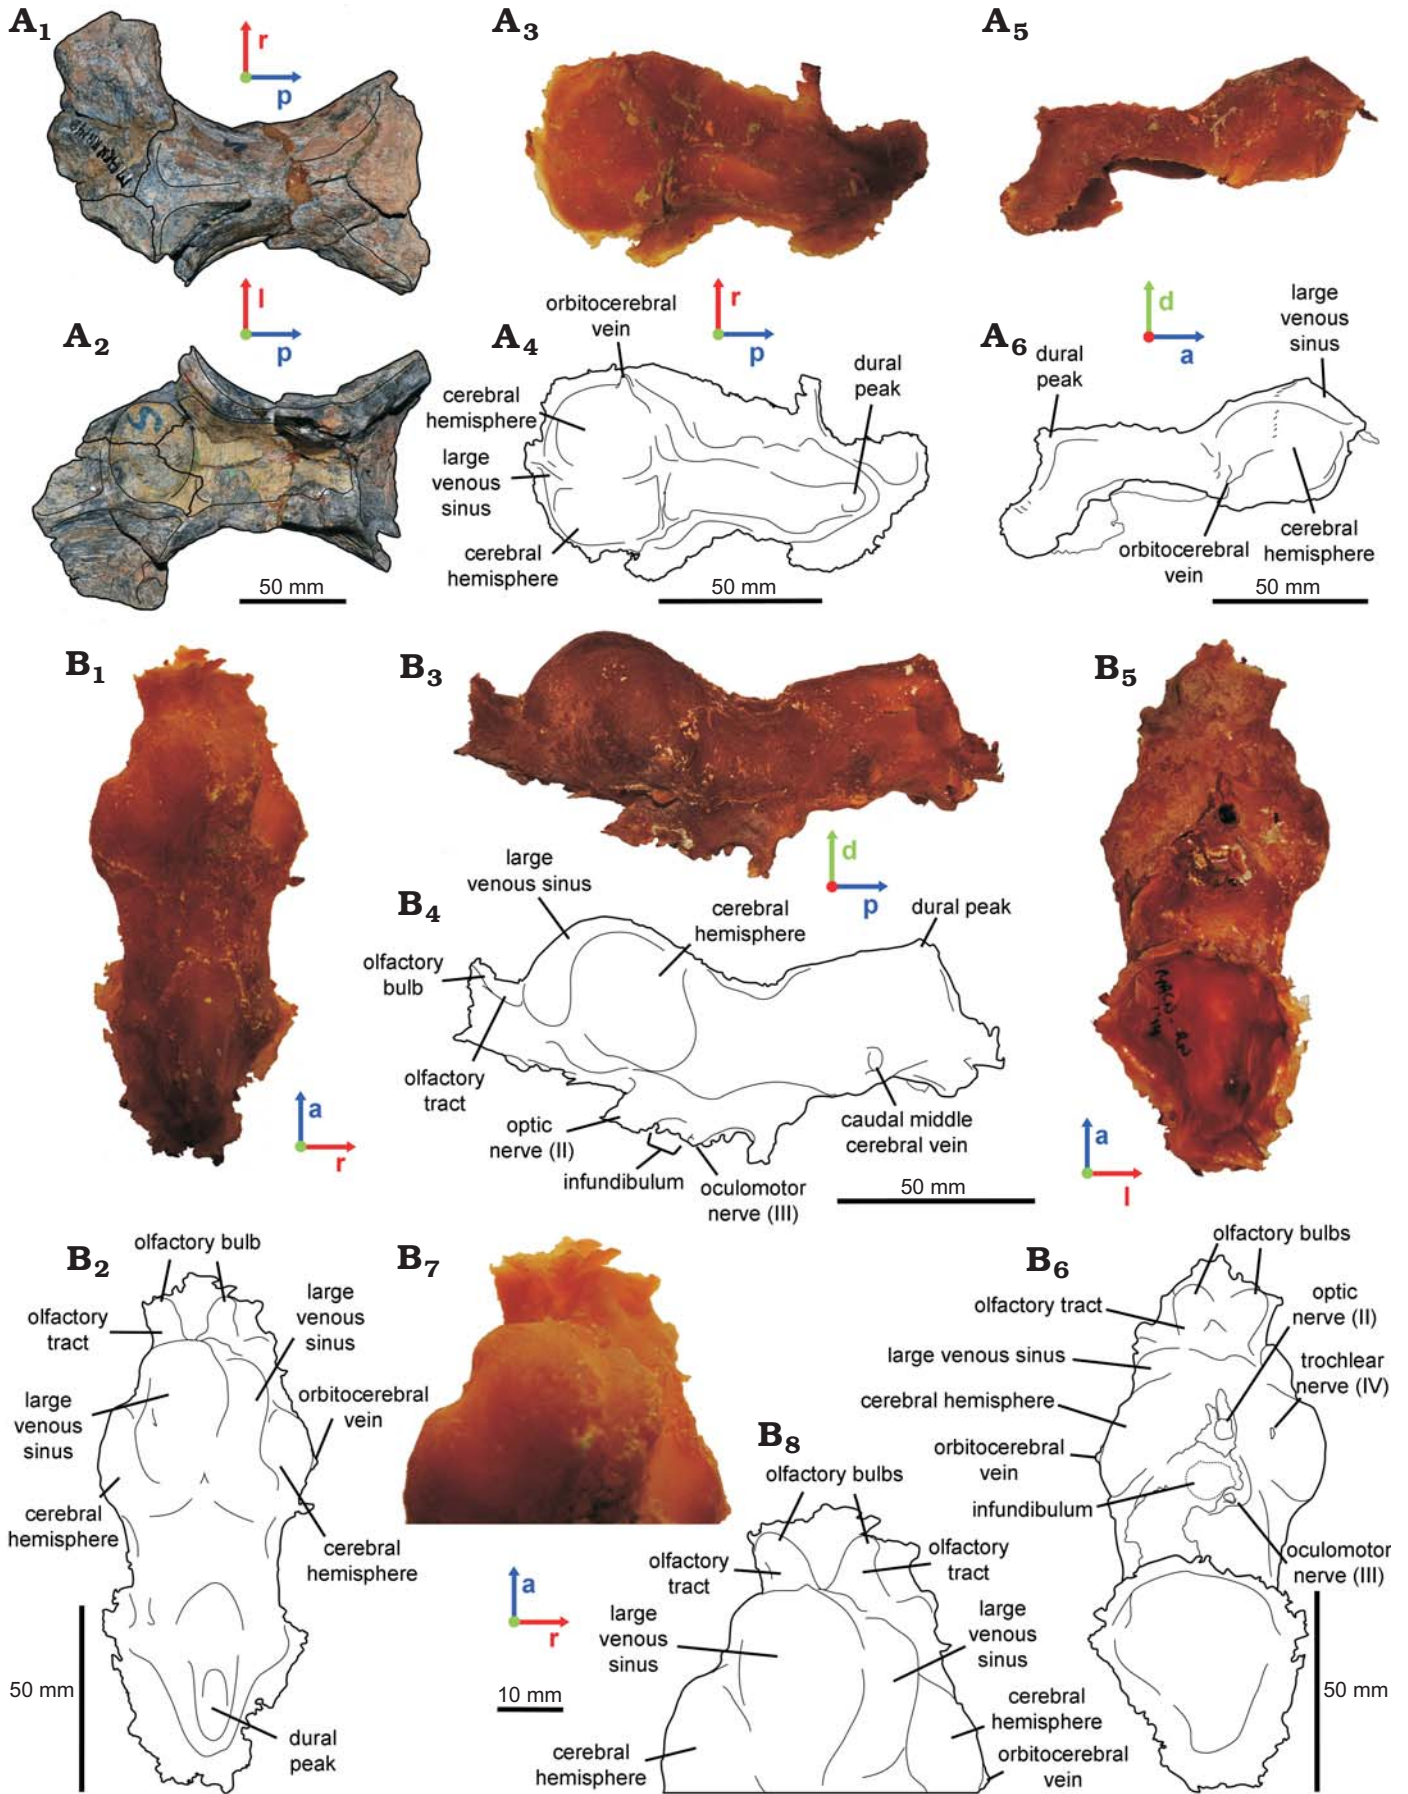 A1
r
p
A3
A5
l
p
A2
50 mm
orbitocerebral
vein
r
p
A4
dural
peak
cerebral
hemisphere
large
venous
sinus
cerebral
hemisphere
50 mm
d
a
large
venous
sinus
A6
dural
peak
orbitocerebral
vein
cerebral
hemisphere
50 mm
B1
a
r
B3
d
p
large
venous sinus
B4
cerebral
hemisphere
dural peak
olfactory
bulb
olfactory
tract
optic
nerve (II)
infundibulum
oculomotor
nerve (III)
caudal middle
cerebral vein
50 mm
B5
a
l
B2
olfactory bulb
olfactory
tract
large
venous
sinus
large
venous
sinus
orbitocerebral
vein
cerebral
hemisphere
cerebral
hemisphere
50 mm
dural
peak
B7
a
r
10 mm
B8
olfactory bulbs
olfactory
tract
olfactory
tract
large
venous
sinus
large
venous
sinus
cerebral
hemisphere
cerebral
hemisphere
orbitocerebral
vein
B6
olfactory bulbs
olfactory tract
optic
nerve (II)
large venous sinus
trochlear
nerve (IV)
cerebral hemisphere
orbitocerebral
vein
infundibulum
oculomotor
nerve (III)
50 mm